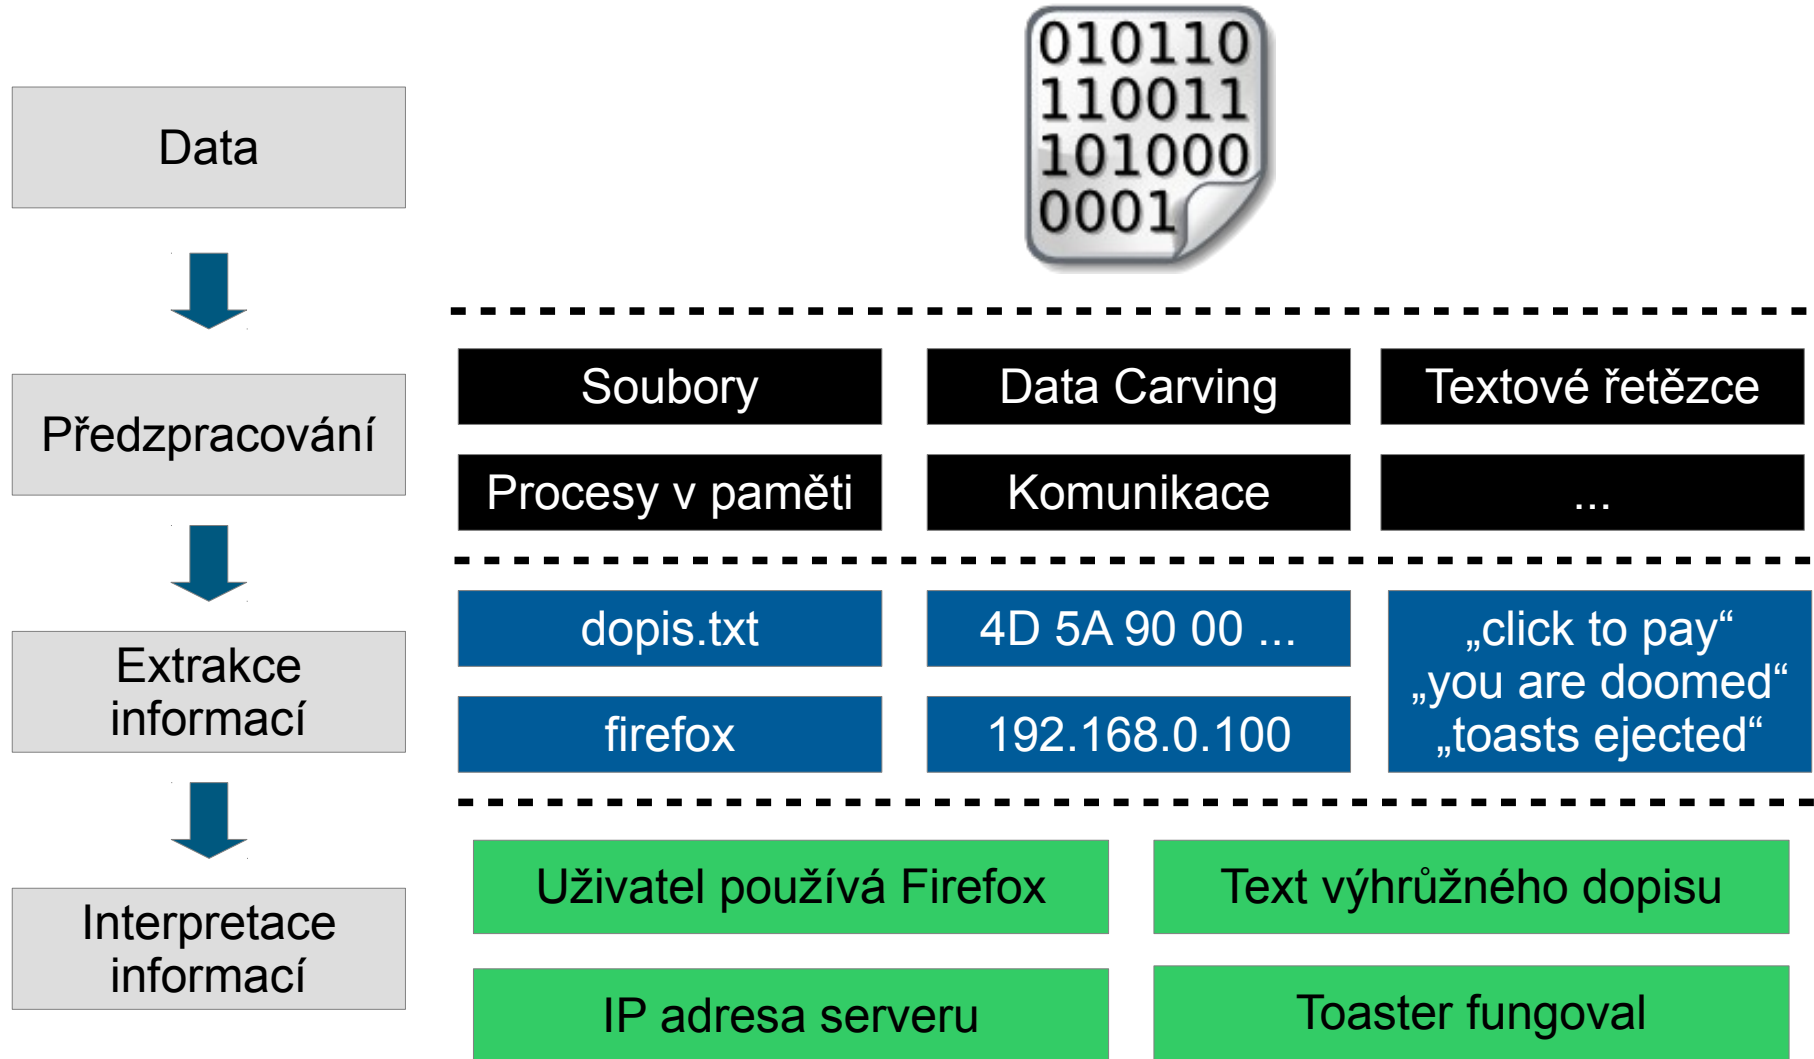 010110
110011
101000
0001
Data
Předzpracování
Soubory
Data Carving
Textové řetězce
Procesy v paměti
Komunikace
...
Extrakce
informací
dopis.txt
4D 5A 90 00 ...
„click to pay“
„you are doomed“
„toasts ejected“
firefox
192.168.0.100
Interpretace
informací
Uživatel používá Firefox
Text výhrůžného dopisu
IP adresa serveru
Toaster fungoval